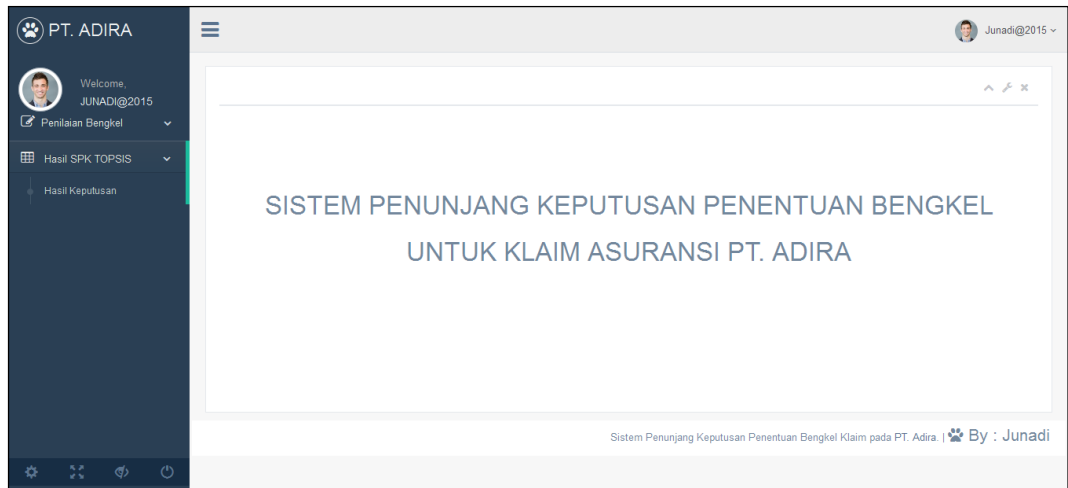 PT. ADIRA
Junadi@2015
Welcome,
JUNADI@2015
Penilaian Bengkel
Hasil SPK TOPSIS
Hasil Keputusan
SISTEM PENUNJANG KEPUTUSAN PENENTUAN BENGKEL
UNTUK KLAIM ASURANSI PT. ADIRA
Sistem Penunjang Keputusan Penentuan Bengkel Klaim pada PT. Adira. | By : Junadi